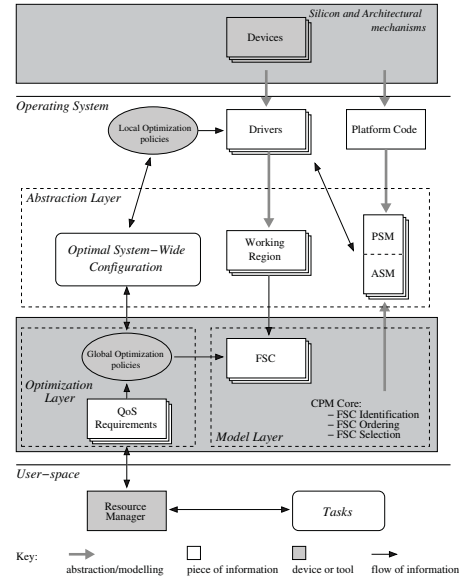 Silicon and Architectural
mechanisms
Devices
Operating System
Local Optimization
policies
Drivers
Platform Code
Abstraction Layer
Optimal System−Wide
Configuration
Working
Region
PSM
ASM
Global Optimization
policies
FSC
Optimization
Layer
QoS
Requirements
CPM Core:
− FSC Identification
− FSC Ordering
− FSC Selection
Model Layer
User−space
Resource
Manager
Tasks
Key:
abstraction/modelling
piece of information
device or tool
flow of information